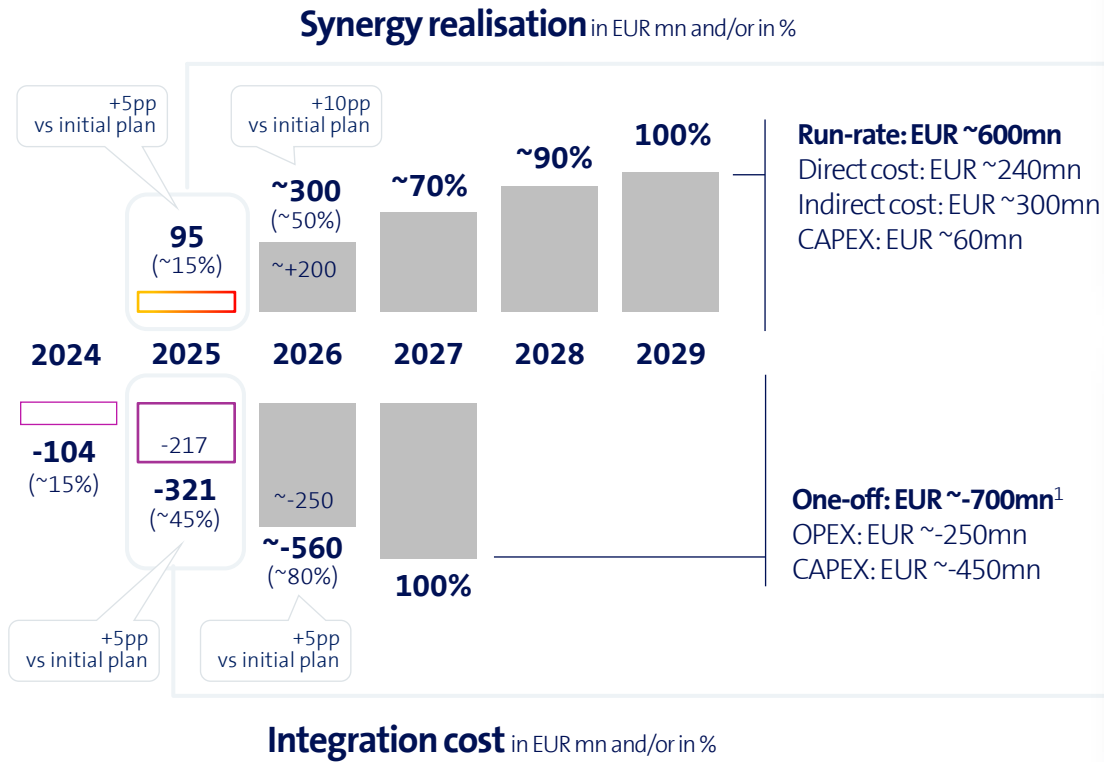 Synergy realisation in EUR mn and/or in %
+5pp
vs initial plan
+10pp
vs initial plan
95
(~15%)
~300
(~50%)
~+200
~70%
~90%
100%
Run-rate: EUR ~600mn
Direct cost: EUR ~240mn
Indirect cost: EUR ~300mn
CAPEX: EUR ~60mn
2024 2025 2026 2027 2028 2029
-104
(~15%)
-217
-321
(~45%)
~-250
~-560
(~80%)
100%
One-off: EUR ~-700mn1
OPEX: EUR ~-250mn
CAPEX: EUR ~-450mn
+5pp
vs initial plan
+5pp
vs initial plan
Integration cost in EUR mn and/or in %